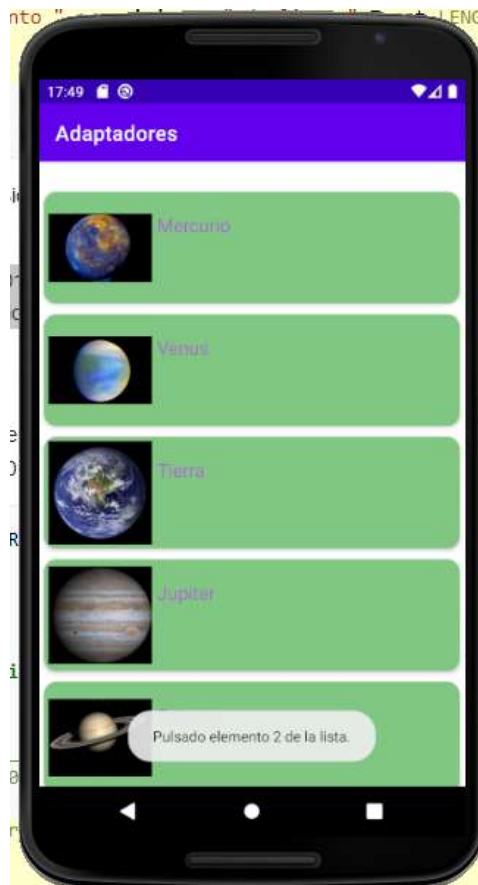 17:49
Adaptadores
Mercurio
Venus
Tierra
Jupiter
Pulsado elemento 2 de la lista.